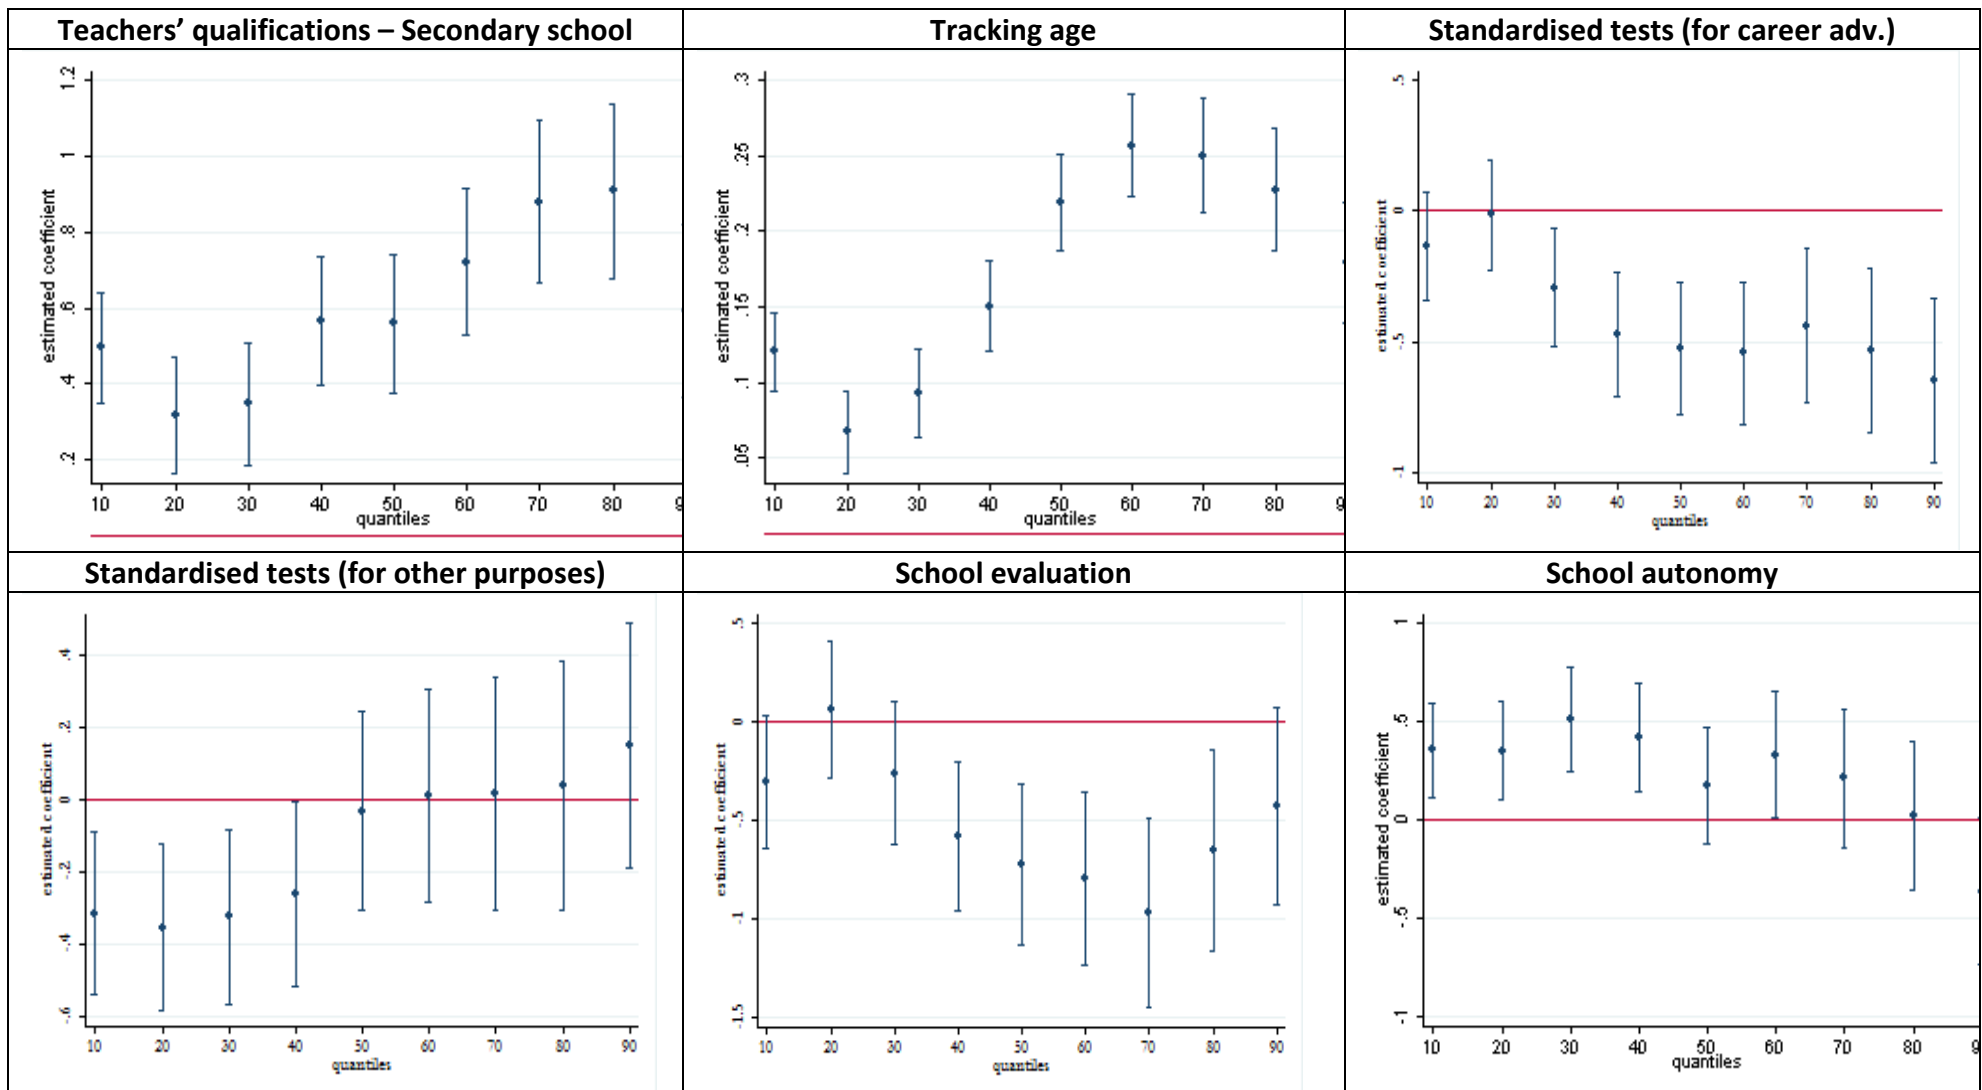 Teachers’ qualifications – Secondary school
1.2
1
.8
.6
.4
.2
estimated coefficient
10 20 30 40 50 60 70 80 9
quantiles
Tracking age
.3
.25
.2
.15
.1
.05
estimated coefficient
10 20 30 40 50 60 70 80
quantiles
Standardised tests (for career adv.)
.5
0
-.5
-1
estimated coefficient
10 20 30 40 50 60 70 80 90
quantiles
Standardised tests (for other purposes)
.4
.2
0
-.2
-.4
-.6
estimated coefficient
10 20 30 40 50 60 70 80 90
quantiles
School evaluation
.5
0
-.5
-1
-1.5
estimated coefficient
10 20 30 40 50 60 70 80 90
quantiles
School autonomy
1
.5
0
-.5
-1
estimated coefficient
10 20 30 40 50 60 70 80 9
quantiles